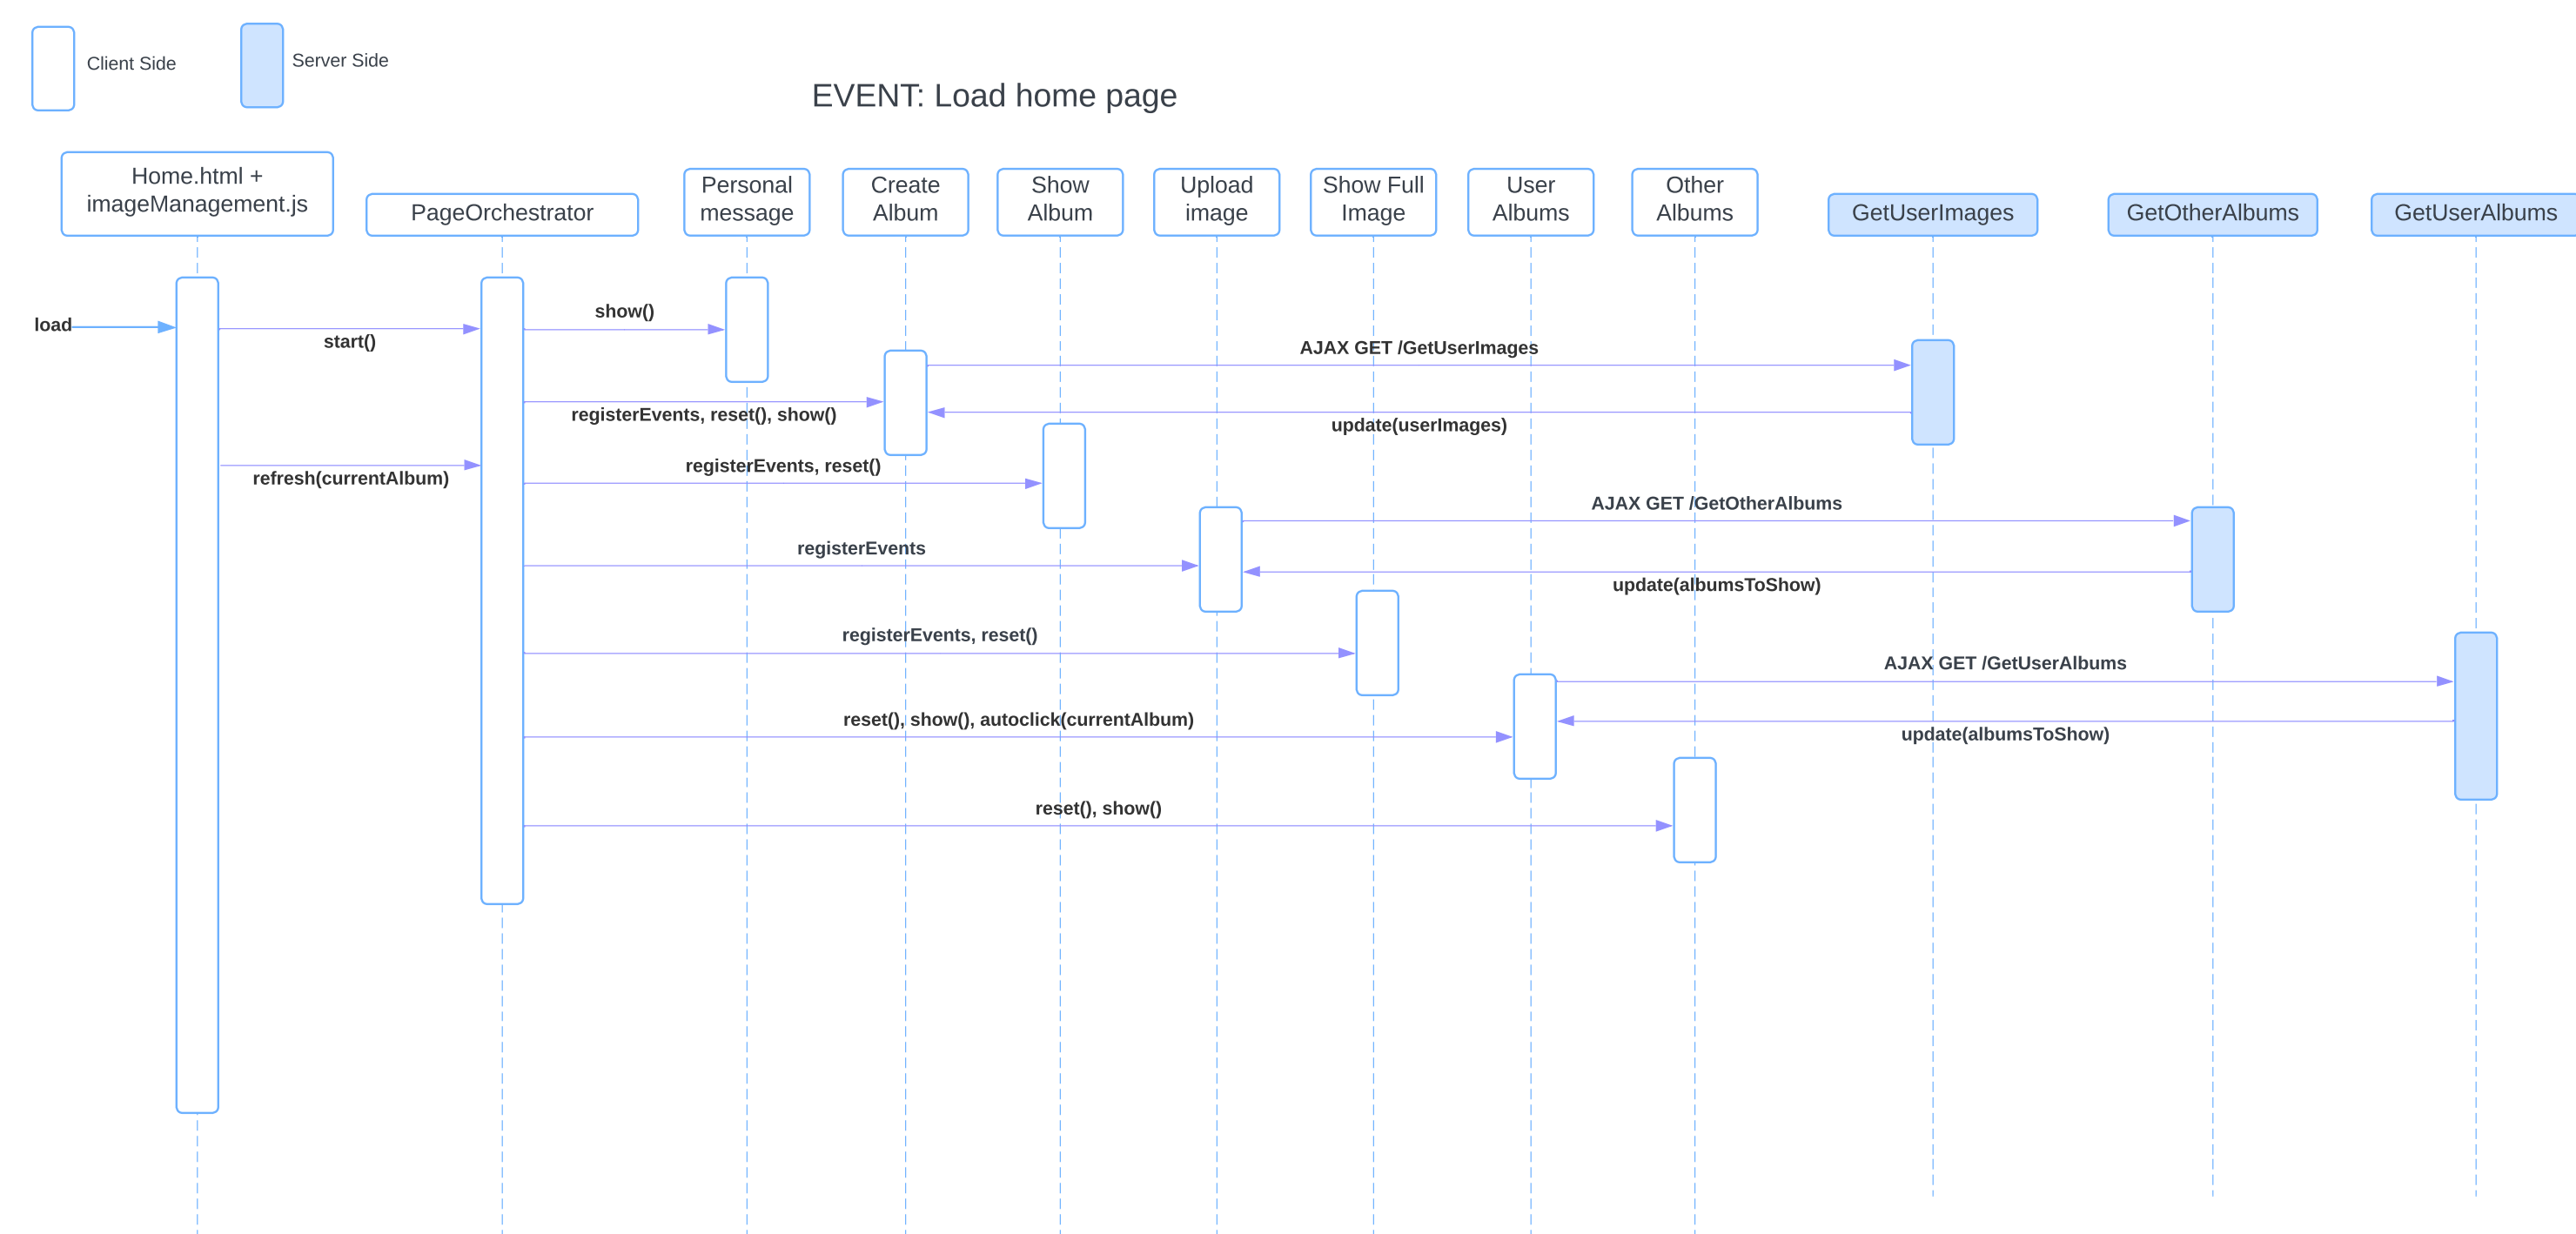 Client Side
Server Side
EVENT: Load home page
Home.html +
imageManagement.js
PageOrchestrator
Personal
message
Create
Album
Show
Album
Upload
image
Show Full
Image
User
Albums
Other
Albums
GetUserImages
GetOtherAlbums
GetUserAlbums
load
start()
show()
AJAX GET /GetUserImages
registerEvents, reset(), show()
update(userImages)
refresh(currentAlbum)
registerEvents, reset()
AJAX GET /GetOtherAlbums
registerEvents
update(albumsToShow)
registerEvents, reset()
AJAX GET /GetUserAlbums
reset(), show(), autoclick(currentAlbum)
update(albumsToShow)
reset(), show()